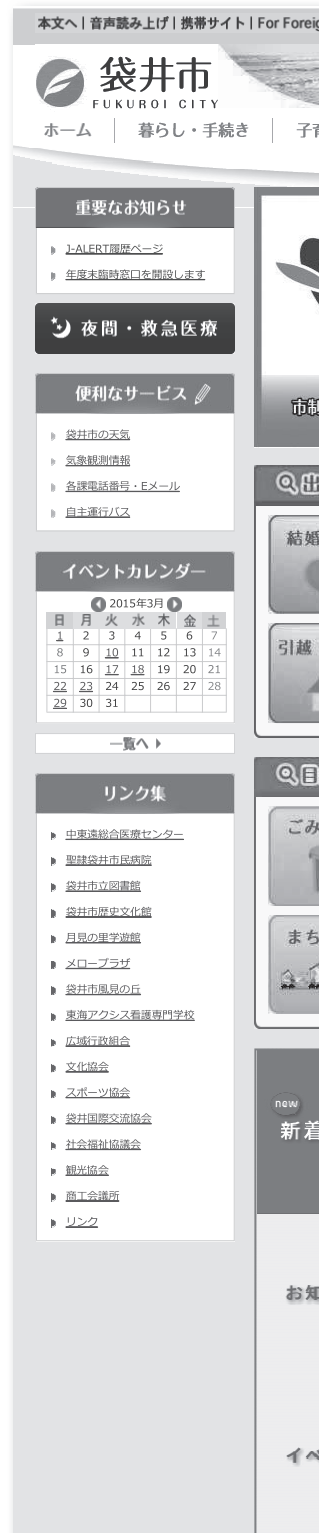 本文へ | 音声読み上げ | 携帯サイト | For Foreig
袋井市
FUKUROI CITY
ホーム | 暮らし・手続き | 子育
重要なお知らせ
J-ALERT履歴ページ
年度末臨時窓口を開設します
夜間・救急医療
便利なサービス
袋井市の天気
気象観測情報
各課電話番号・Eメール
自主運行バス
イベントカレンダー
2015年3月
日 月 火 水 木 金 土
1 2 3 4 5 6 7
8 9 10 11 12 13 14
15 16 17 18 19 20 21
22 23 24 25 26 27 28
29 30 31
一覧へ
リンク集
中東遠総合医療センター
聖隷袋井市民病院
袋井市立図書館
袋井市歴史文化館
月見の里学遊館
メロープラザ
袋井市風見の丘
東海アクシス看護専門学校
広域行政組合
文化協会
スポーツ協会
袋井国際交流協会
社会福祉協議会
観光協会
商工会議所
リンク
市制
出
結婚
引越
目
ごみ
まち
new
新着
お知
イベ